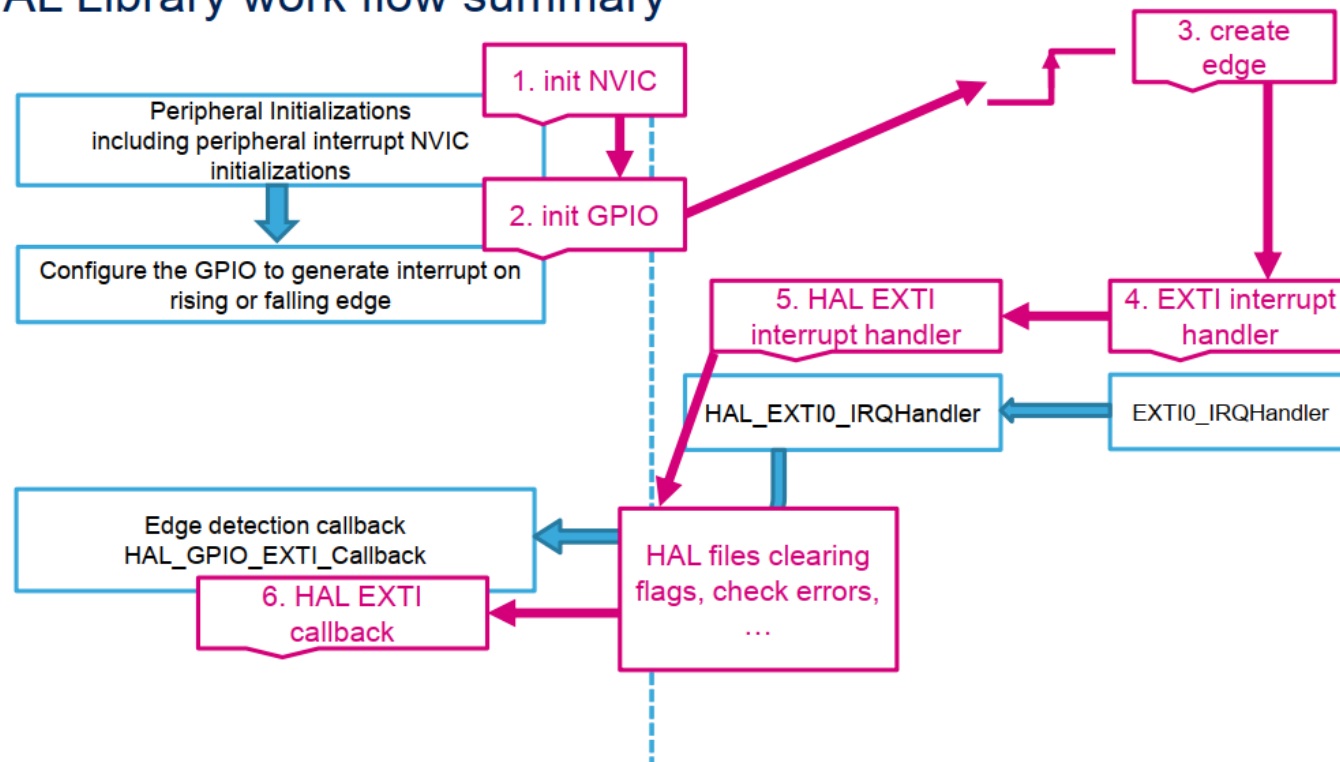 AL Library work flow summary
3. create
edge
1. init NVIC
Peripheral Initializations
including peripheral interrupt NVIC
initializations
2. init GPIO
Configure the GPIO to generate interrupt on
rising or falling edge
5. HAL EXTI
interrupt handler
4. EXTI interrupt
handler
HAL_EXTI0_IRQHandler
EXTI0_IRQHandler
Edge detection callback
HAL_GPIO_EXTI_Callback
HAL files clearing
flags, check errors,
…
6. HAL EXTI
callback